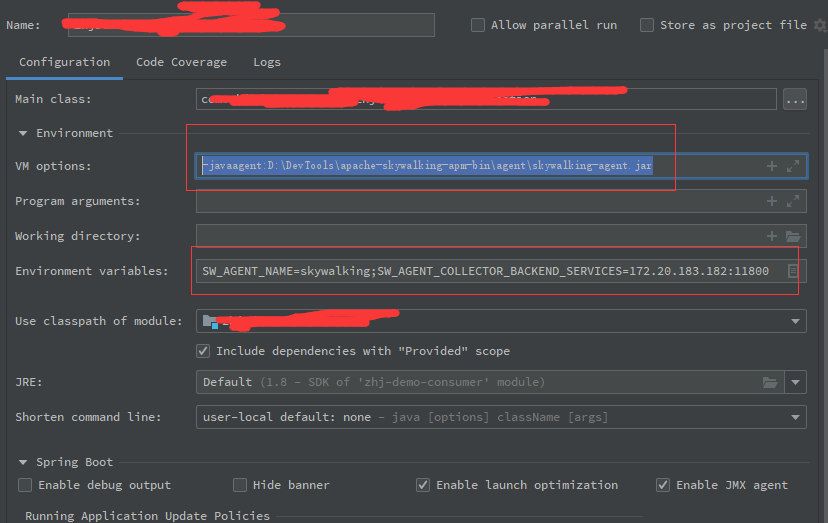 Name:
Allow parallel run
Store as project file
Configuration
Code Coverage
Logs
Main class:
...
Environment
VM options:
-javaagent:D:\DevTools\apache-skywalking-apm-bin\agent\skywalking-agent.jar
Program arguments:
Working directory:
Environment variables:
SW_AGENT_NAME=skywalking;SW_AGENT_COLLECTOR_BACKEND_SERVICES=172.20.183.182:11800
Use classpath of module:
Include dependencies with "Provided" scope
JRE:
Default (1.8 – SDK of 'zhj-demo-consumer' module)
Shorten command line:
user-local default: none – java [options] className [args]
Spring Boot
Enable debug output
Hide banner
Enable launch optimization
Enable JMX agent
Running Application Update Policies